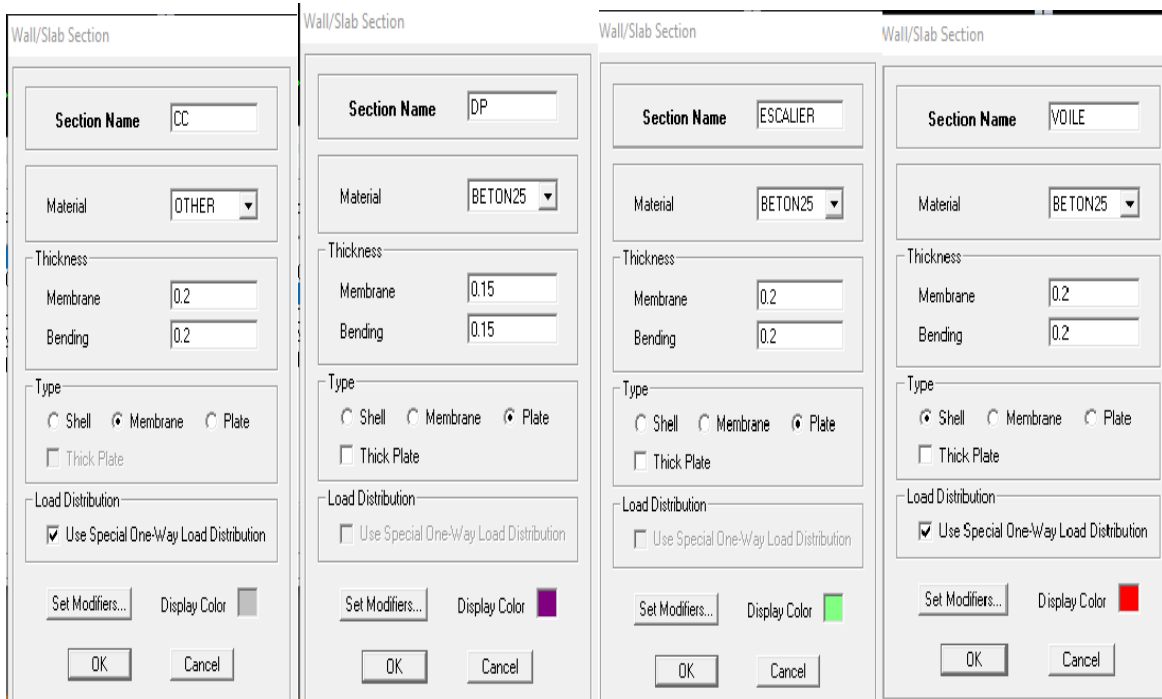 Wall/Slab Section
Section Name CC
Material OTHER
Thickness
Membrane 0.2
Bending 0.2
Type
Shell Membrane Plate
Thick Plate
Load Distribution
Use Special One-Way Load Distribution
Set Modifiers... Display Color
OK Cancel
Wall/Slab Section
Section Name DP
Material BETON25
Thickness
Membrane 0.15
Bending 0.15
Type
Shell Membrane Plate
Thick Plate
Load Distribution
Use Special One-Way Load Distribution
Set Modifiers... Display Color
OK Cancel
Wall/Slab Section
Section Name ESCALIER
Material BETON25
Thickness
Membrane 0.2
Bending 0.2
Type
Shell Membrane Plate
Thick Plate
Load Distribution
Use Special One-Way Load Distribution
Set Modifiers... Display Color
OK Cancel
Wall/Slab Section
Section Name VOILE
Material BETON25
Thickness
Membrane 0.2
Bending 0.2
Type
Shell Membrane Plate
Thick Plate
Load Distribution
Use Special One-Way Load Distribution
Set Modifiers... Display Color
OK Cancel